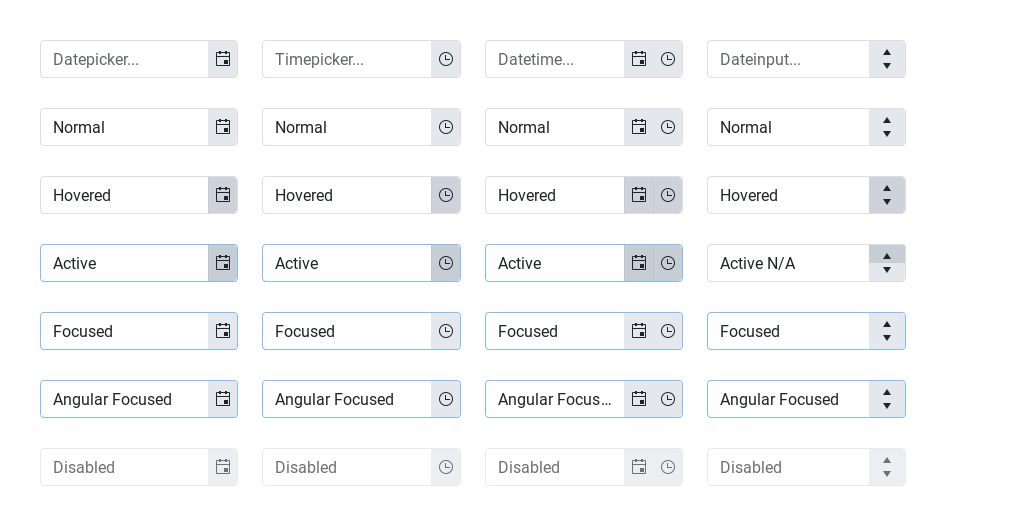 Datepicker... Timepicker... Datetime... Dateinput...
Normal Normal Normal Normal
Hovered Hovered Hovered Hovered
Active Active Active Active N/A
Focused Focused Focused Focused
Angular Focused Angular Focused Angular Focus... Angular Focused
Disabled Disabled Disabled Disabled